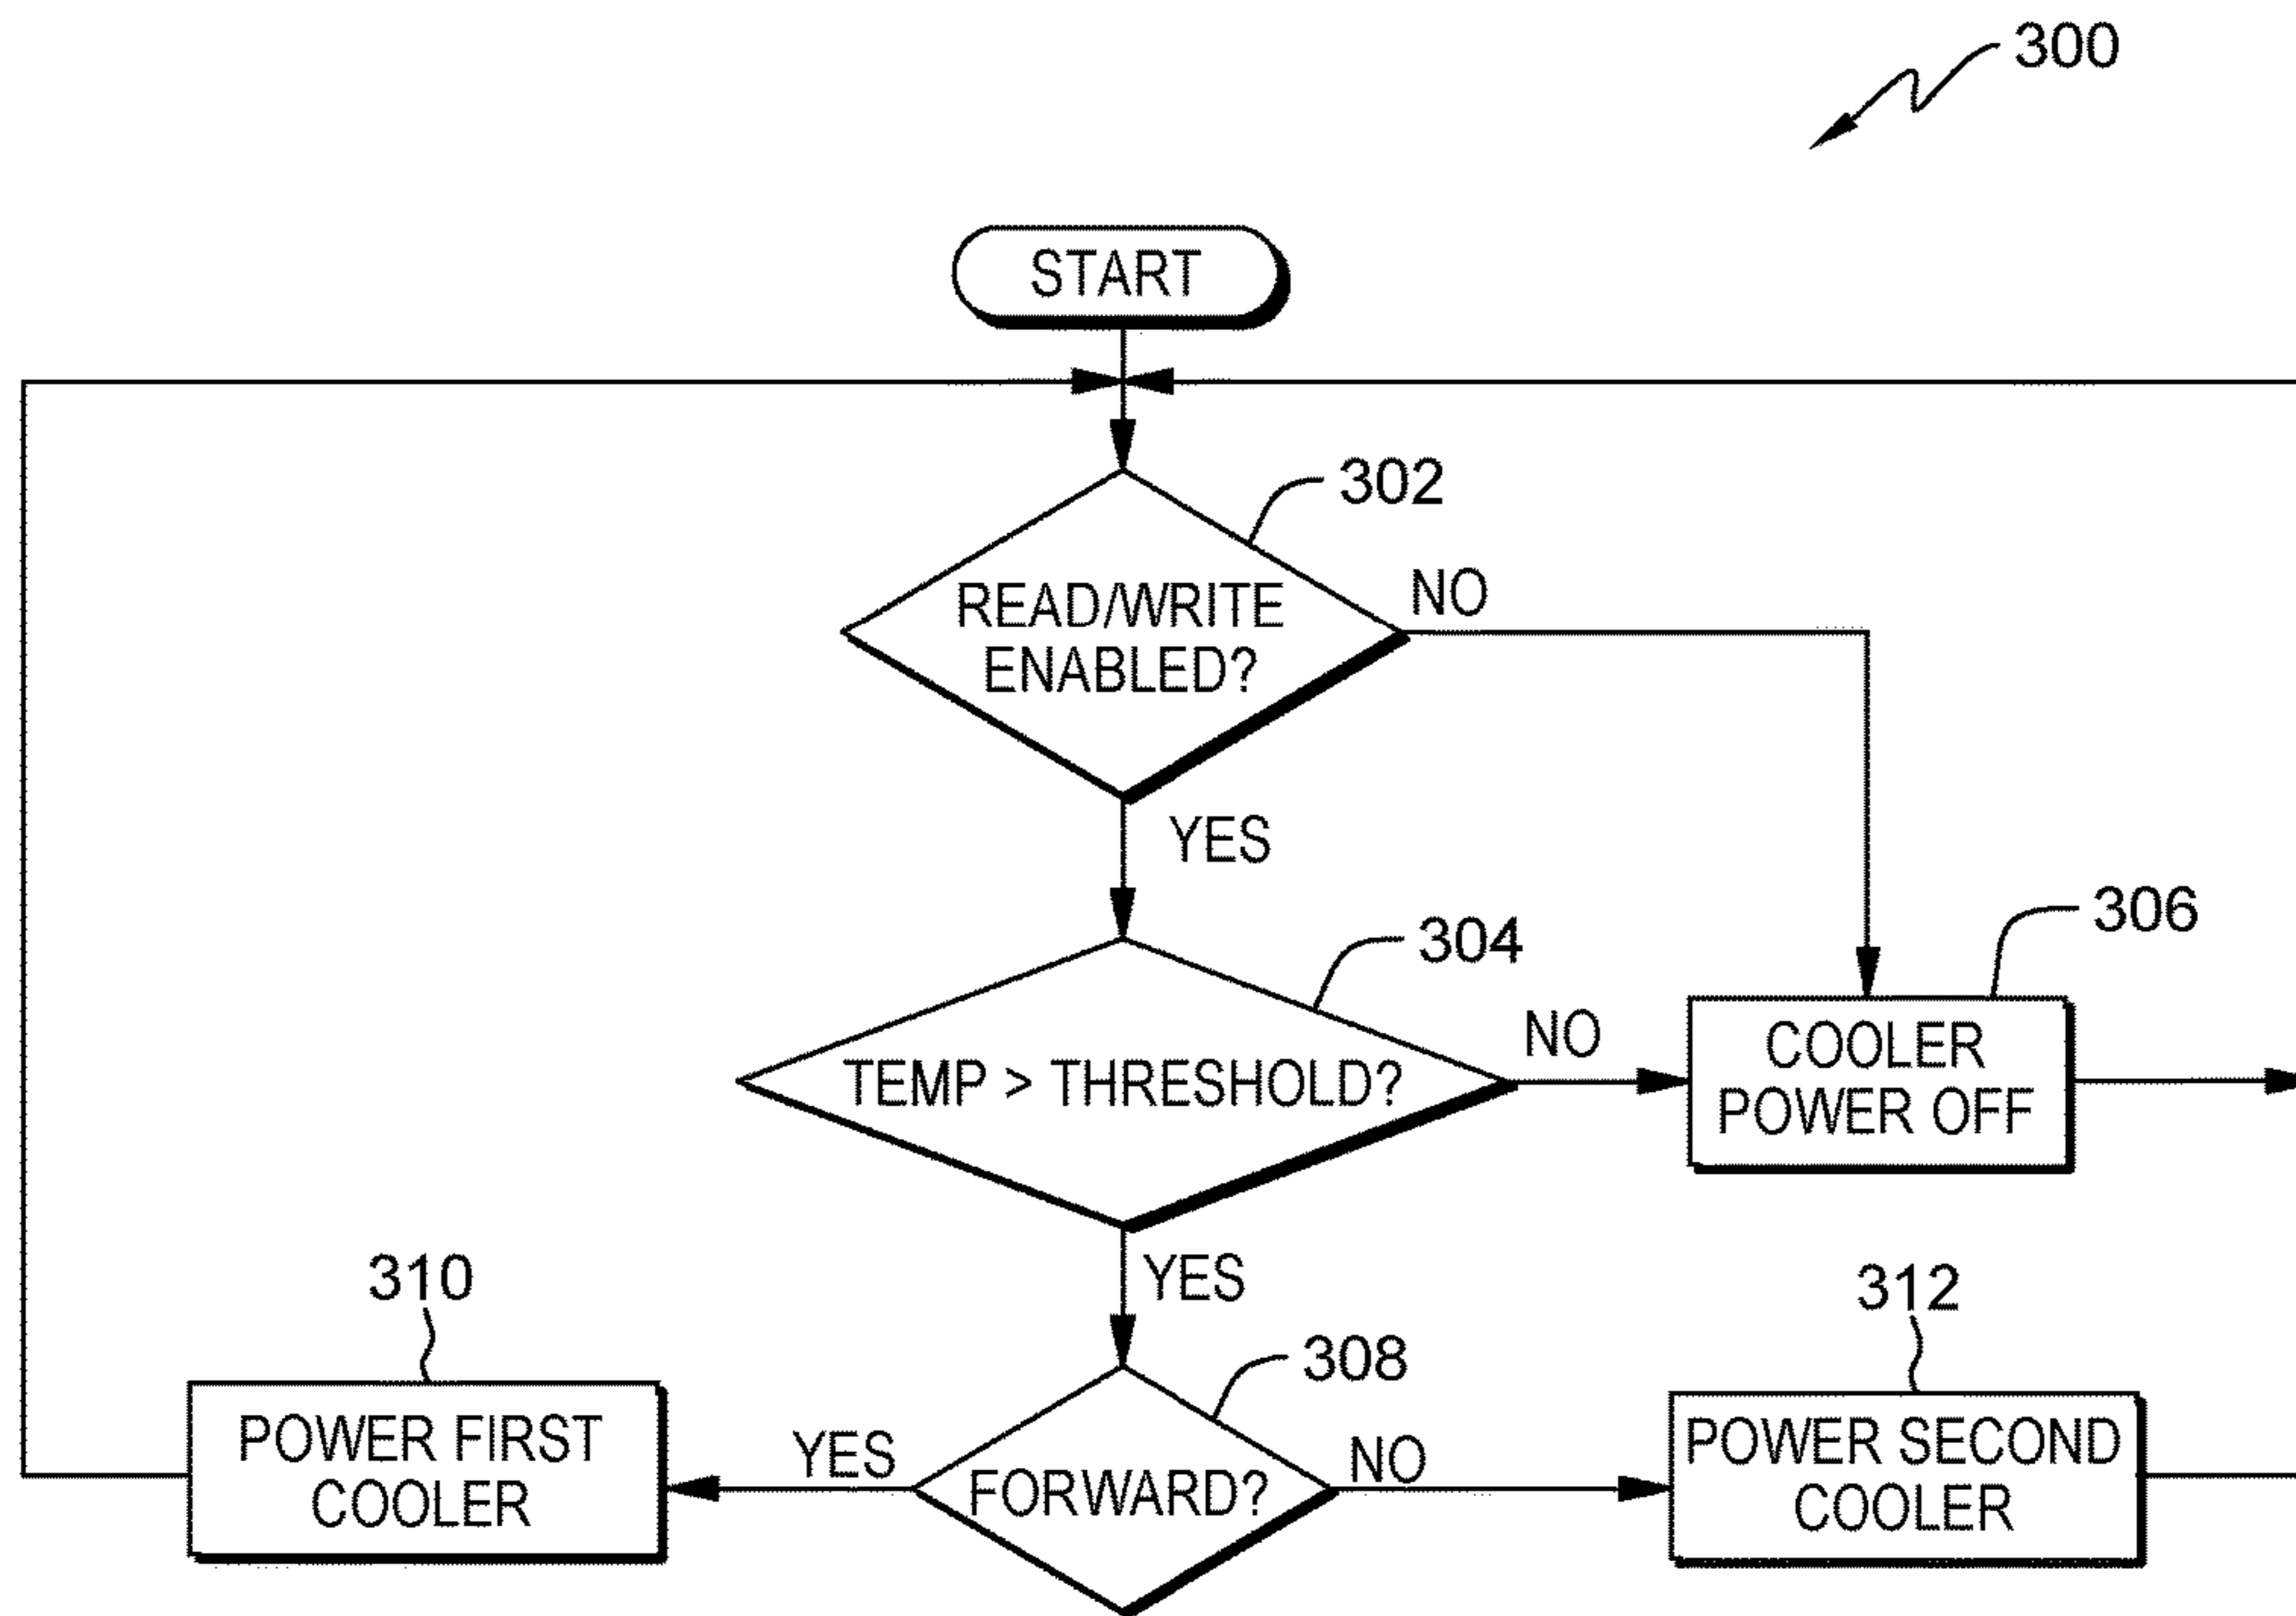 300
START
302
READ/WRITE
ENABLED?
NO
YES
304
306
TEMP > THRESHOLD?
NO
COOLER
POWER OFF
YES
310
312
308
POWER FIRST
COOLER
YES
FORWARD?
NO
POWER SECOND
COOLER